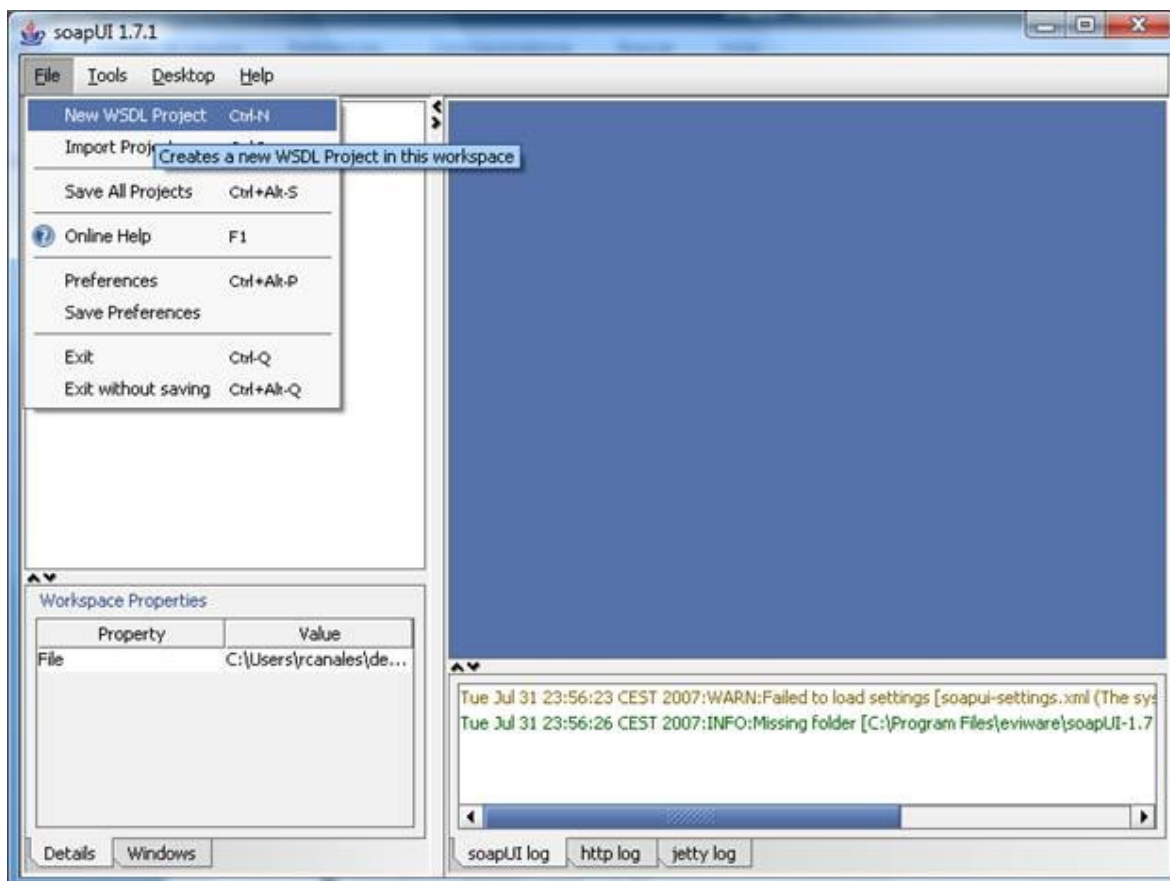 soapUI 1.7.1
File Tools Desktop Help
New WSDL Project Ctrl-N
Import Proj
Creates a new WSDL Project in this workspace
Save All Projects Ctrl+Alt-S
Online Help F1
Preferences Ctrl+Alt-P
Save Preferences
Exit Ctrl-Q
Exit without saving Ctrl+Alt-Q
Workspace Properties
Property Value
File C:\Users\rcanales\de...
Details Windows
Tue Jul 31 23:56:23 CEST 2007:WARN:Failed to load settings [soapui-settings.xml (The sys
Tue Jul 31 23:56:26 CEST 2007:INFO:Missing folder [C:\Program Files\eviware\soapUI-1.7
soapUI log http log jetty log